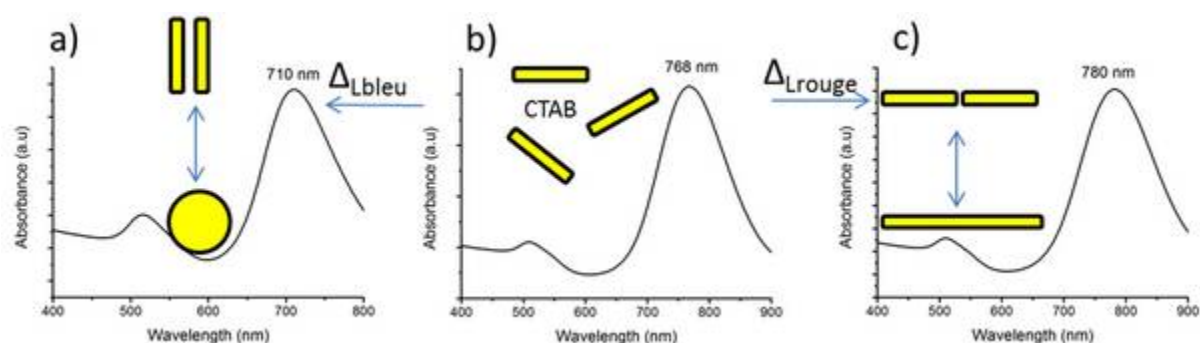 a)
710 nm
Δ_Lbleu
Absorbance (a.u)
400 500 600 700 800
Wavelength (nm)
b)
768 nm
CTAB
Δ_Lrouge
Absorbance (a.u)
400 500 600 700 800 900
Wavelength (nm)
c)
780 nm
Absorbance (a.u)
400 500 600 700 800 900
Wavelength (nm)